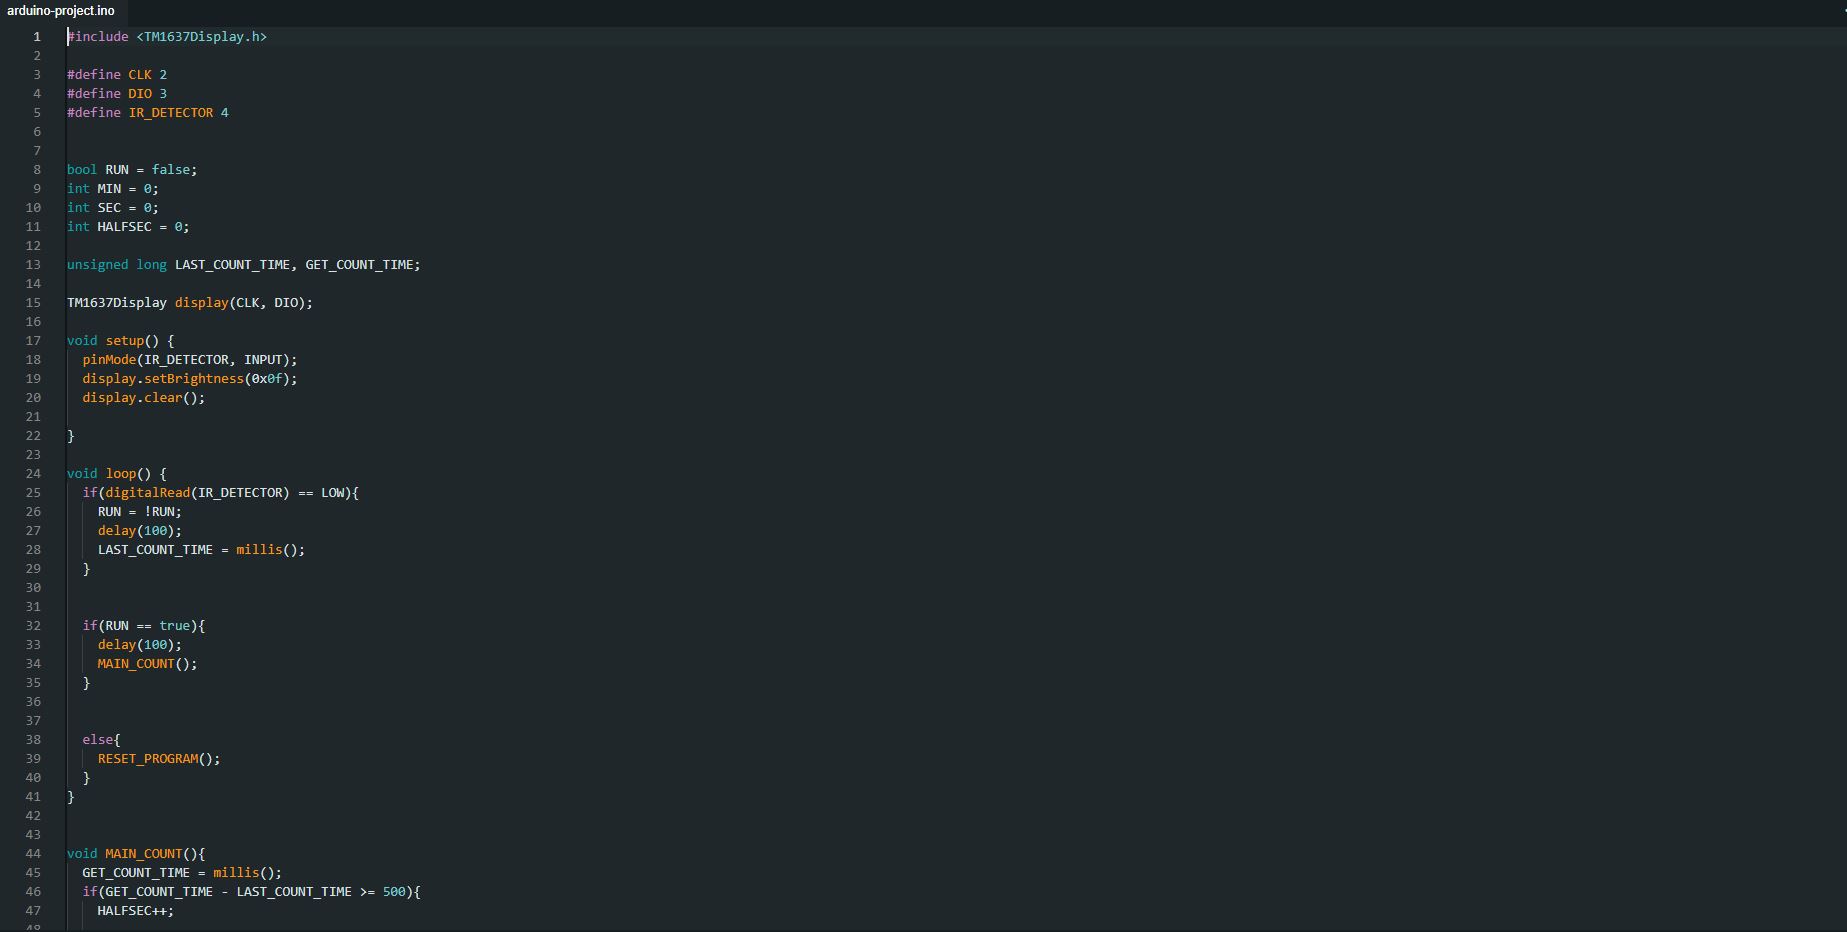 arduino-project.ino
1 #include <TM1637Display.h>
2
3 #define CLK 2
4 #define DIO 3
5 #define IR_DETECTOR 4
6
7
8 bool RUN = false;
9 int MIN = 0;
10 int SEC = 0;
11 int HALFSEC = 0;
12
13 unsigned long LAST_COUNT_TIME, GET_COUNT_TIME;
14
15 TM1637Display display(CLK, DIO);
16
17 void setup() {
18   pinMode(IR_DETECTOR, INPUT);
19   display.setBrightness(0x0f);
20   display.clear();
21
22 }
23
24 void loop() {
25   if(digitalRead(IR_DETECTOR) == LOW){
26     RUN = !RUN;
27     delay(100);
28     LAST_COUNT_TIME = millis();
29   }
30
31
32   if(RUN == true){
33     delay(100);
34     MAIN_COUNT();
35   }
36
37
38   else{
39     RESET_PROGRAM();
40   }
41 }
42
43
44 void MAIN_COUNT(){
45   GET_COUNT_TIME = millis();
46   if(GET_COUNT_TIME - LAST_COUNT_TIME >= 500){
47     HALFSEC++;
48